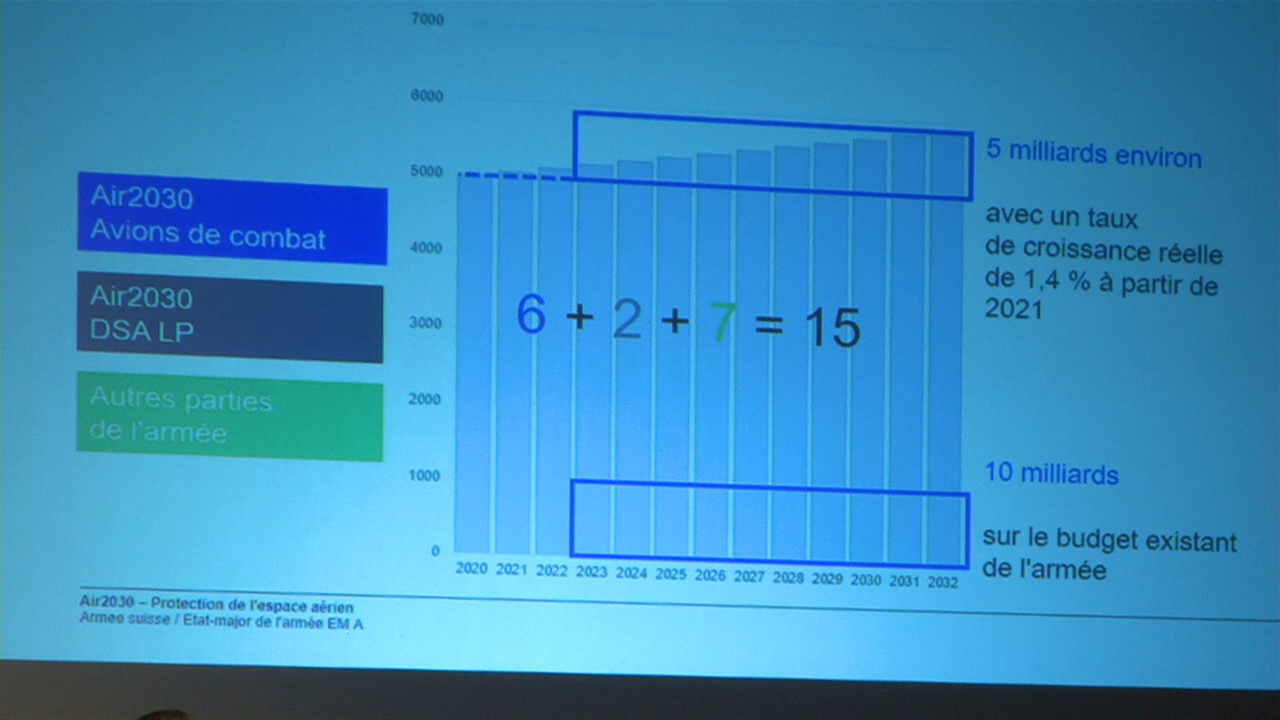 7000
6000
5000
4000
3000
2000
1000
0
Air2030
Avions de combat
Air2030
DSA LP
Autres parties
de l'armée
6 + 2 + 7 = 15
5 milliards environ
avec un taux
de croissance réelle
de 1,4 % à partir de
2021
10 milliards
sur le budget existant
de l'armée
2020 2021 2022 2023 2024 2025 2026 2027 2028 2029 2030 2031 2032
Air2030 – Protection de l'espace aérien
Armee suisse / Etat-major de l'armée EM A